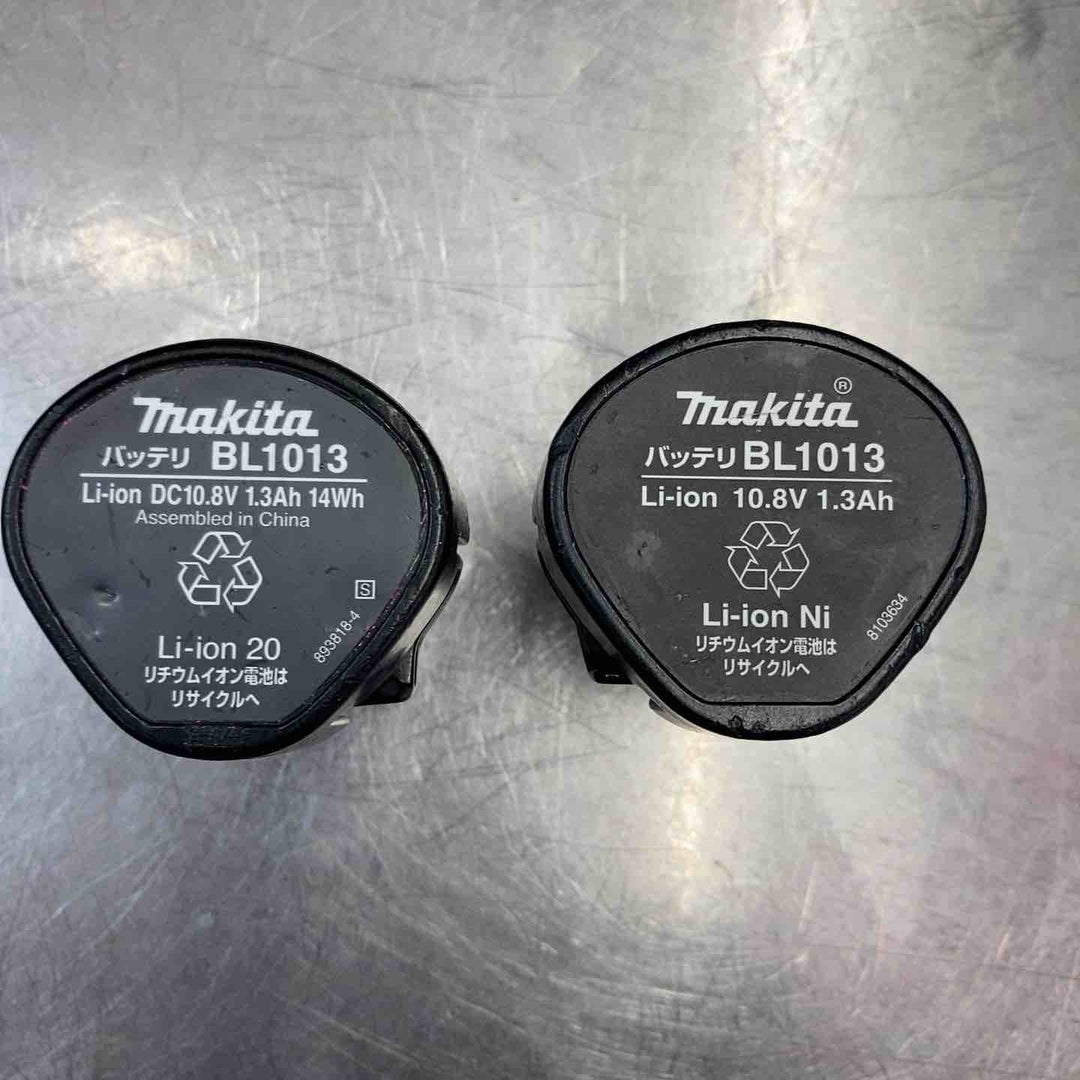 makita
バッテリ BL1013
Li-ion DC10.8V 1.3Ah 14Wh
Assembled in China
S
893818-4
Li-ion 20
リチウムイオン電池は
リサイクルへ
makita®
バッテリ BL1013
Li-ion 10.8V 1.3Ah
8103634
Li-ion Ni
リチウムイオン電池は
リサイクルへ